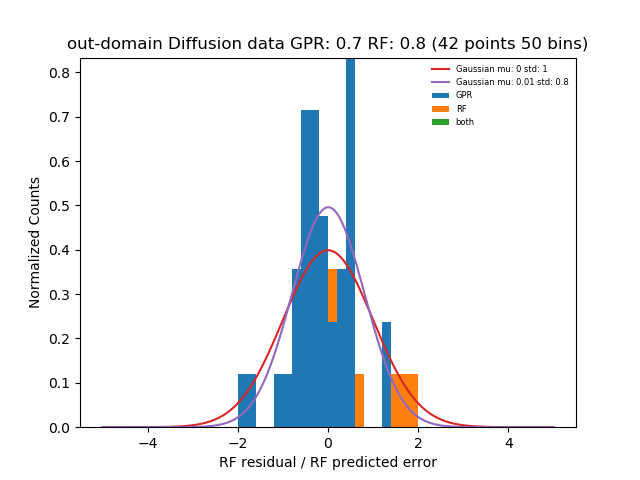 out-domain Diffusion data GPR: 0.7 RF: 0.8 (42 points 50 bins)
Gaussian mu: 0 std: 1
Gaussian mu: 0.01 std: 0.8
GPR
RF
both
Normalized Counts
0.8
0.7
0.6
0.5
0.4
0.3
0.2
0.1
0.0
−4
−2
0
2
4
RF residual / RF predicted error